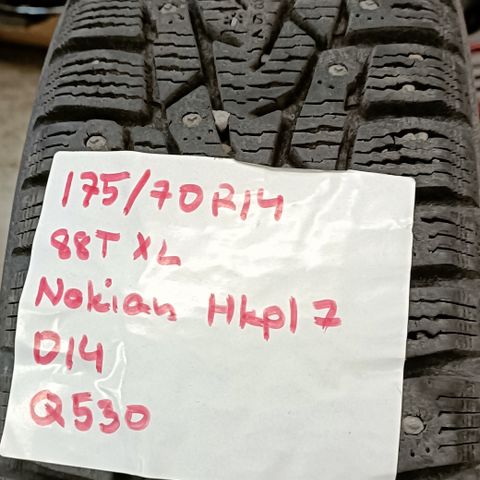 175/70R14
88T XL
Nokian Hkpl 7
D14
Q530